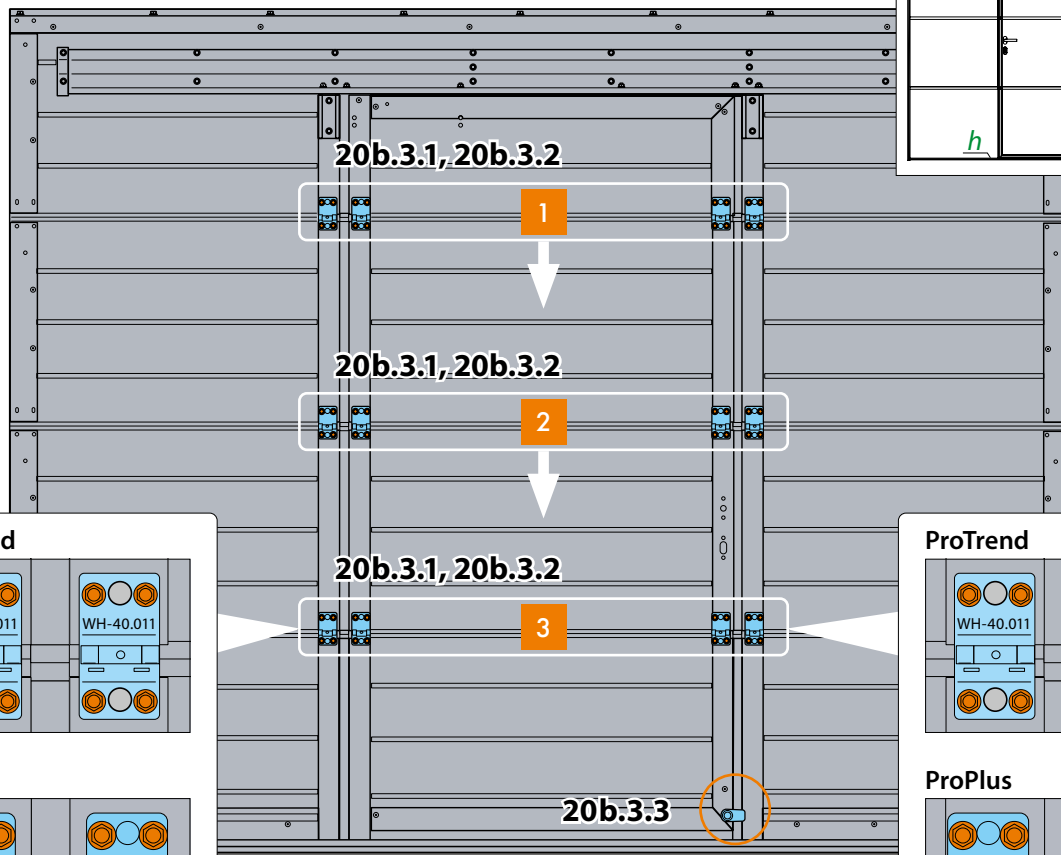 h
20b.3.1, 20b.3.2
1
20b.3.1, 20b.3.2
2
20b.3.1, 20b.3.2
3
d
011
WH-40.011
ProTrend
WH-40.011
20b.3.3
ProPlus